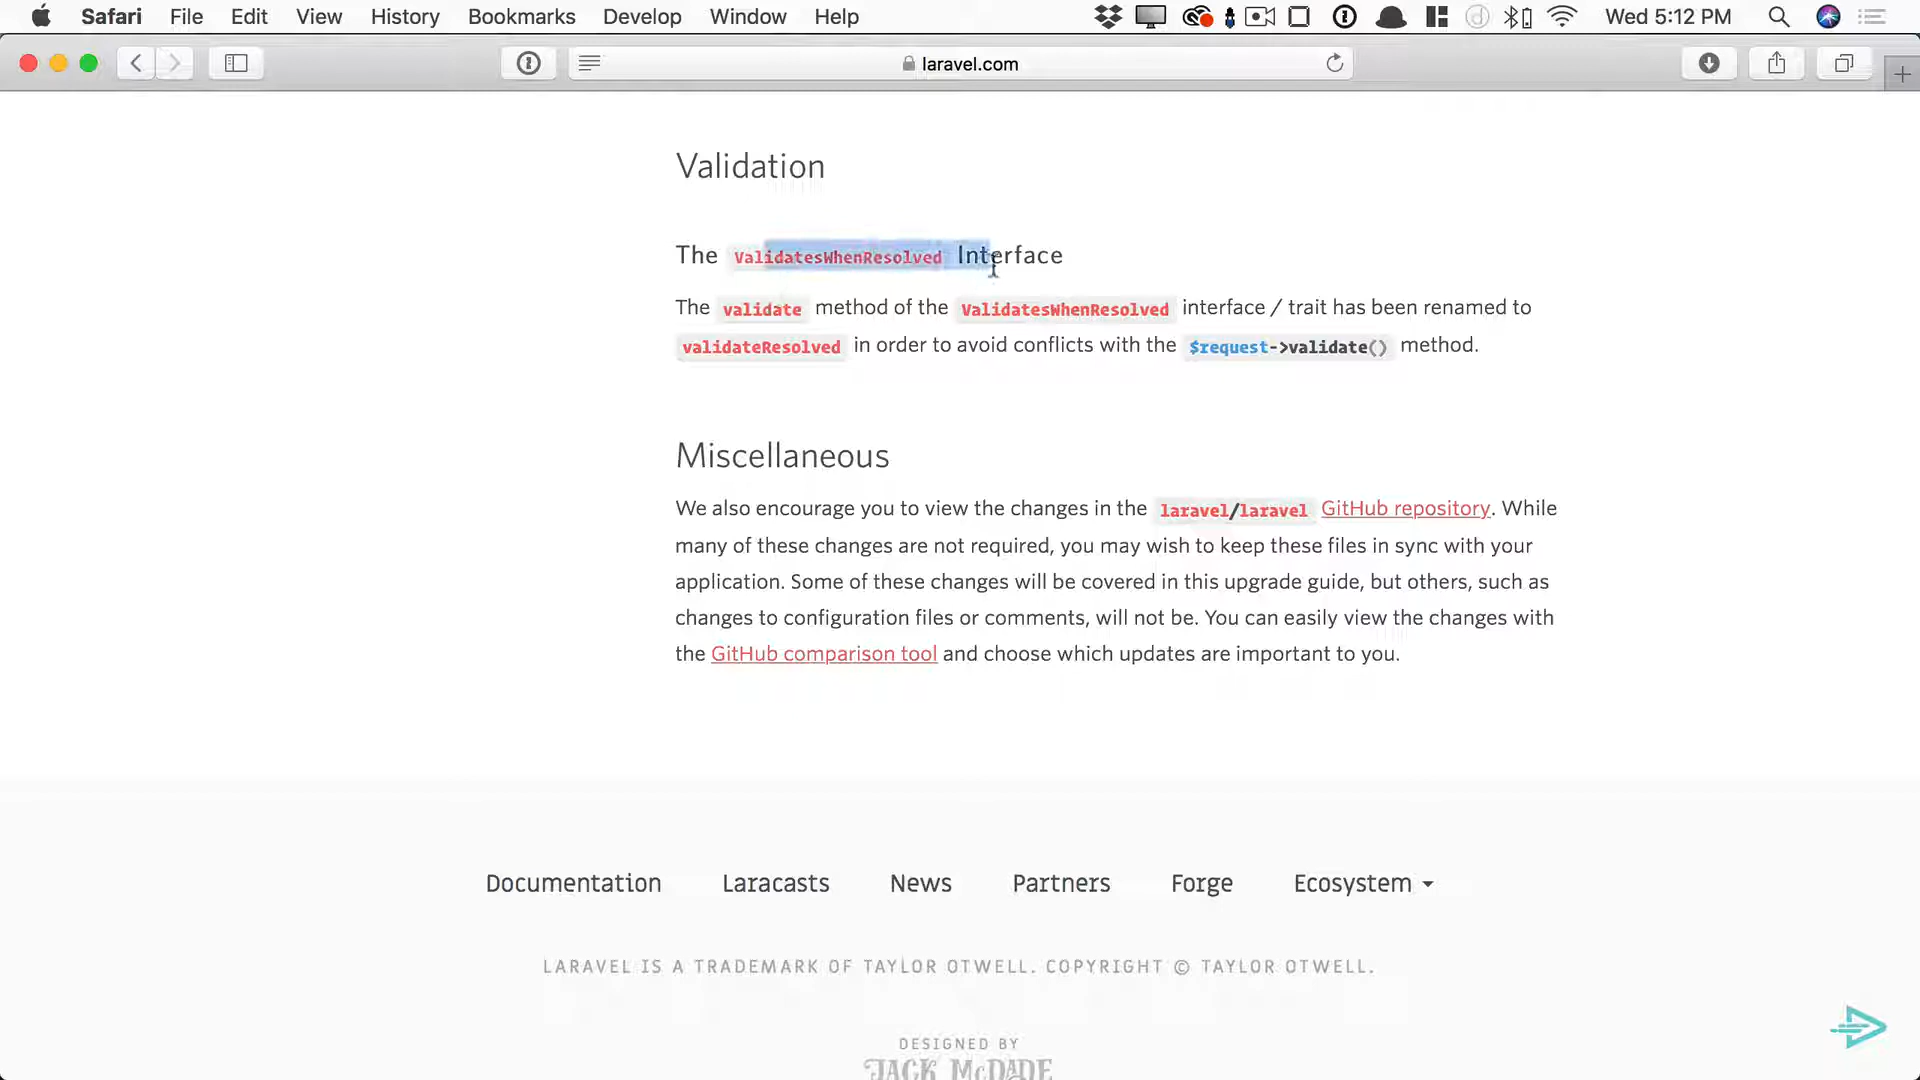 Safari File Edit View History Bookmarks Develop Window Help Wed 5:12 PM
laravel.com
Validation
The ValidatesWhenResolved Interface
The validate method of the ValidatesWhenResolved interface / trait has been renamed to
validateResolved in order to avoid conflicts with the $request->validate() method.
Miscellaneous
We also encourage you to view the changes in the laravel/laravel GitHub repository. While
many of these changes are not required, you may wish to keep these files in sync with your
application. Some of these changes will be covered in this upgrade guide, but others, such as
changes to configuration files or comments, will not be. You can easily view the changes with
the GitHub comparison tool and choose which updates are important to you.
Documentation Laracasts News Partners Forge Ecosystem
LARAVEL IS A TRADEMARK OF TAYLOR OTWELL. COPYRIGHT © TAYLOR OTWELL.
DESIGNED BY
JACK McDADE